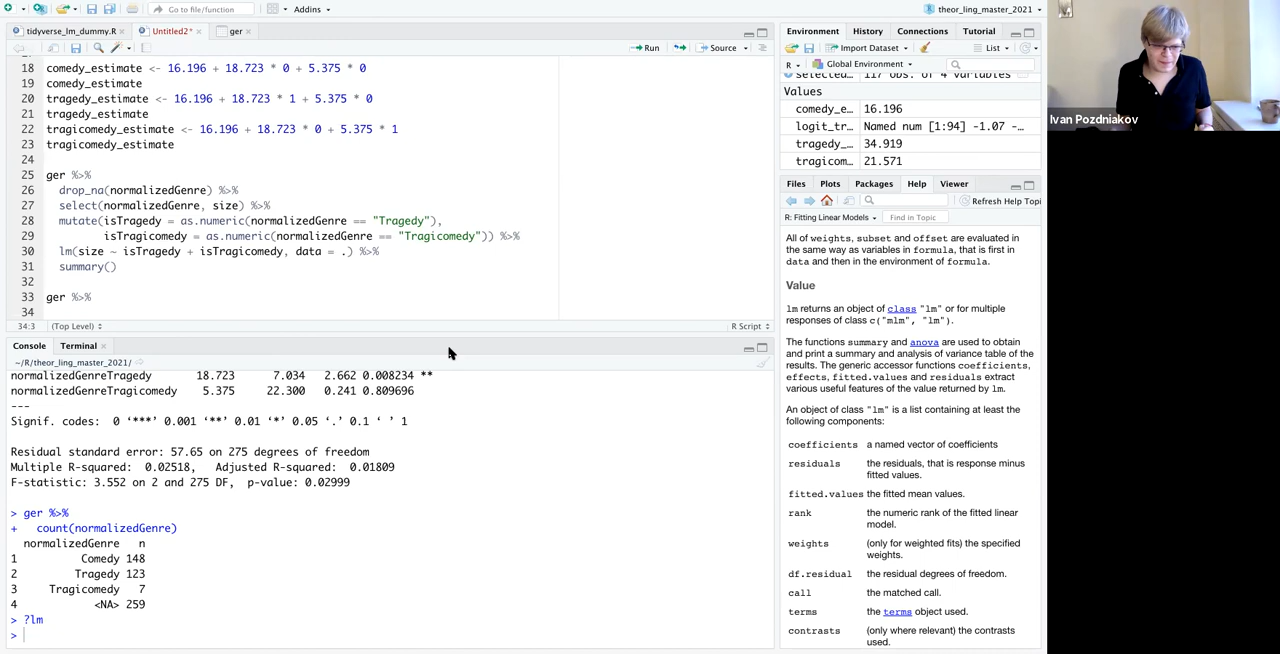 Go to file/function
Addins
theor_ling_master_2021
tidyverse_lm_dummy.R
Untitled2*
ger
Run
Source
18 comedy_estimate <- 16.196 + 18.723 * 0 + 5.375 * 0
19 comedy_estimate
20 tragedy_estimate <- 16.196 + 18.723 * 1 + 5.375 * 0
21 tragedy_estimate
22 tragicomedy_estimate <- 16.196 + 18.723 * 0 + 5.375 * 1
23 tragicomedy_estimate
24
25 ger %>%
26 drop_na(normalizedGenre) %>%
27 select(normalizedGenre, size) %>%
28 mutate(isTragedy = as.numeric(normalizedGenre == "Tragedy"),
29 isTragicomedy = as.numeric(normalizedGenre == "Tragicomedy")) %>%
30 lm(size ~ isTragedy + isTragicomedy, data = .) %>%
31 summary()
32
33 ger %>%
34
34:3 (Top Level) R Script
Console Terminal
~/R/theor_ling_master_2021/
normalizedGenreTragedy 18.723 7.034 2.662 0.008234 **
normalizedGenreTragicomedy 5.375 22.300 0.241 0.809696
---
Signif. codes: 0 ‘***’ 0.001 ‘**’ 0.01 ‘*’ 0.05 ‘.’ 0.1 ‘ ’ 1
Residual standard error: 57.65 on 275 degrees of freedom
Multiple R-squared: 0.02518, Adjusted R-squared: 0.01809
F-statistic: 3.552 on 2 and 275 DF, p-value: 0.02999
> ger %>%
+ count(normalizedGenre)
normalizedGenre n
1 Comedy 148
2 Tragedy 123
3 Tragicomedy 7
4 <NA> 259
> ?lm
>
Environment History Connections Tutorial
Import Dataset List
R Global Environment
selected… 117 obs. of 4 variables
Values
comedy_e… 16.196
logit_tr… Named num [1:94] -1.07 -…
tragedy_… 34.919
tragicom… 21.571
Files Plots Packages Help Viewer
Refresh Help Topi
R: Fitting Linear Models Find in Topic
All of weights, subset and offset are evaluated in
the same way as variables in formula, that is first in
data and then in the environment of formula.
Value
lm returns an object of class "lm" or for multiple
responses of class c("mlm", "lm").
The functions summary and anova are used to obtain
and print a summary and analysis of variance table of the
results. The generic accessor functions coefficients,
effects, fitted.values and residuals extract
various useful features of the value returned by lm.
An object of class "lm" is a list containing at least the
following components:
coefficients a named vector of coefficients
residuals the residuals, that is response minus
fitted values.
fitted.values the fitted mean values.
rank the numeric rank of the fitted linear
model.
weights (only for weighted fits) the specified
weights.
df.residual the residual degrees of freedom.
call the matched call.
terms the terms object used.
contrasts (only where relevant) the contrasts
used.
Ivan Pozdniakov